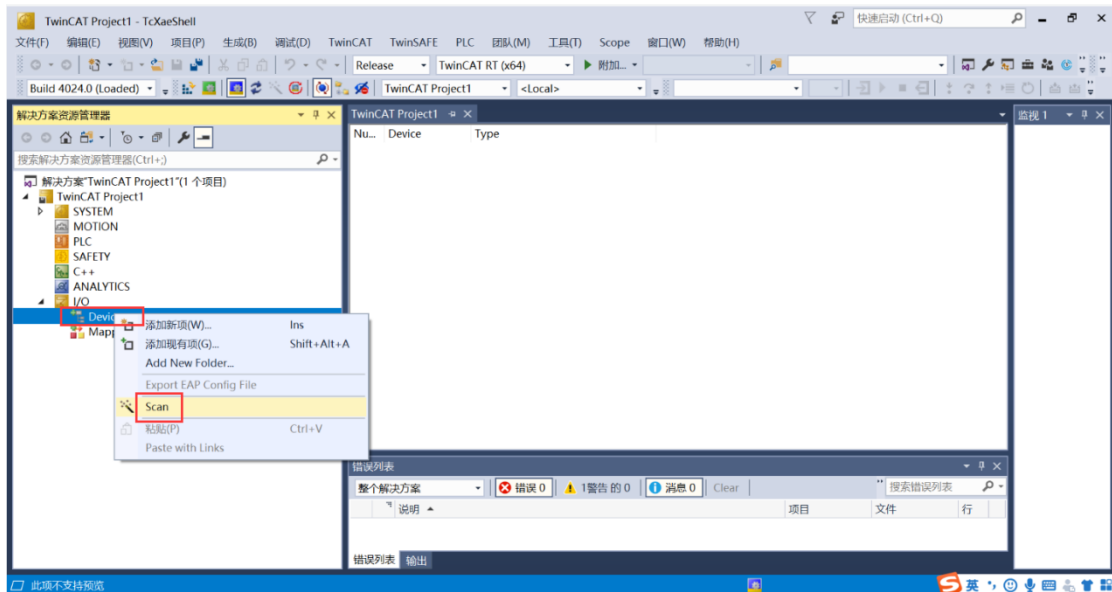 TwinCAT Project1 - TcXaeShell
快速启动 (Ctrl+Q)
文件(F) 编辑(E) 视图(V) 项目(P) 生成(B) 调试(D) TwinCAT TwinSAFE PLC 团队(M) 工具(T) Scope 窗口(W) 帮助(H)
Release TwinCAT RT (x64) 附加...
Build 4024.0 (Loaded) TwinCAT Project1 <Local>
解决方案资源管理器
TwinCAT Project1
监视 1
Nu... Device Type
搜索解决方案资源管理器(Ctrl+;)
解决方案"TwinCAT Project1"(1 个项目)
TwinCAT Project1
SYSTEM
MOTION
PLC
SAFETY
C++
ANALYTICS
I/O
Devic
Mapp
添加新项(W)... Ins
添加现有项(G)... Shift+Alt+A
Add New Folder...
Export EAP Config File
Scan
粘贴(P) Ctrl+V
Paste with Links
错误列表
整个解决方案 错误 0 1警告 的 0 消息 0 Clear 搜索错误列表
说明 项目 文件 行
错误列表 输出
此项不支持预览
英